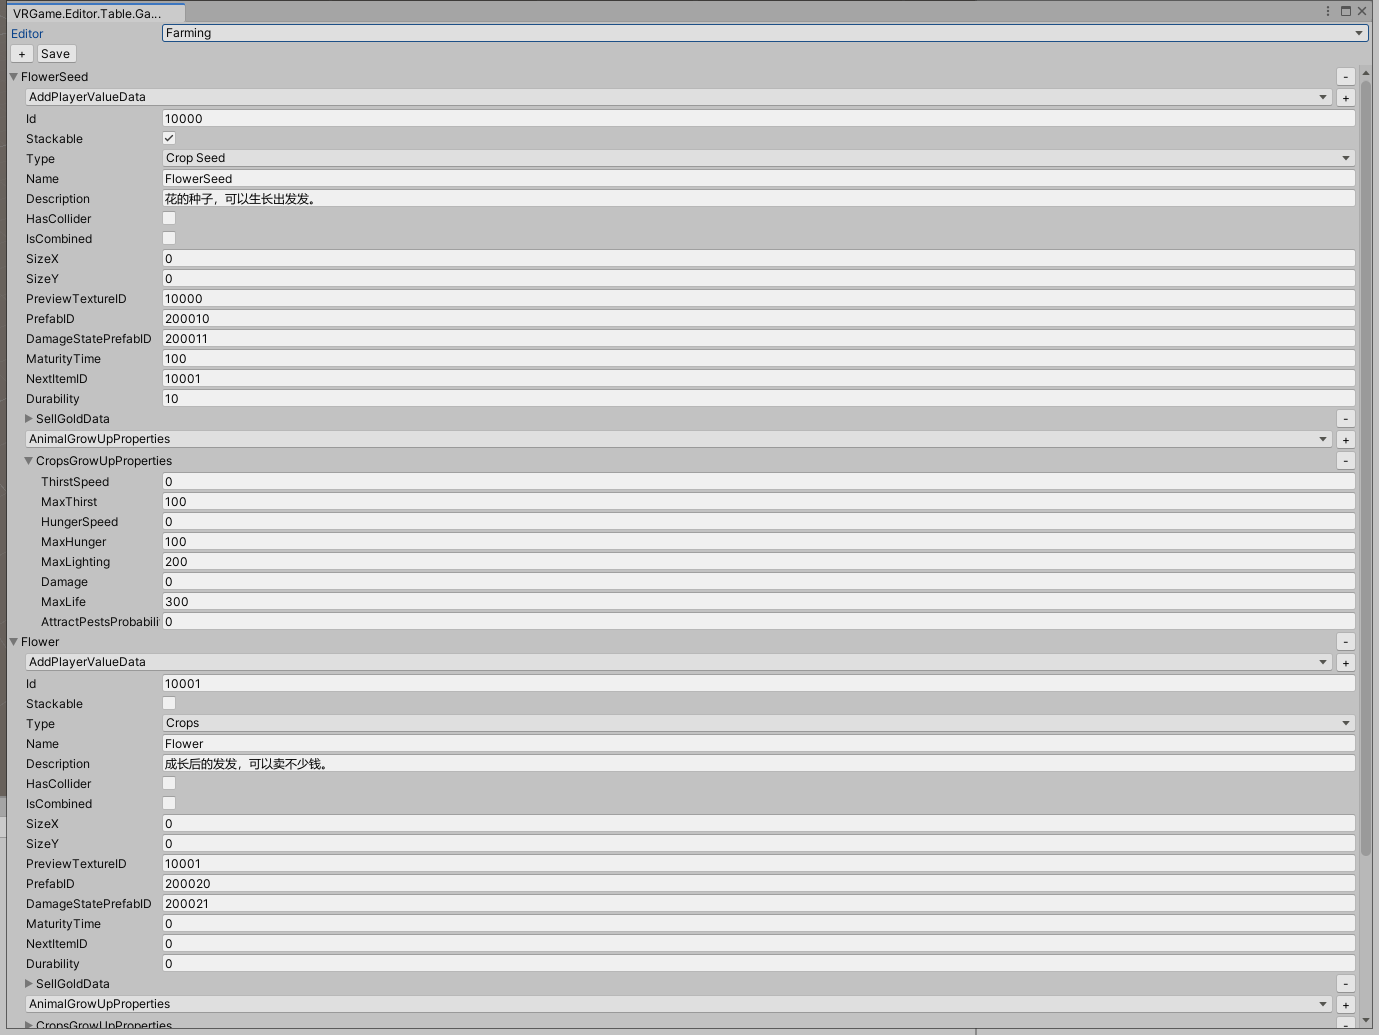 VRGame.Editor.Table.Ga...
Editor Farming
+ Save
FlowerSeed -
AddPlayerValueData +
Id 10000
Stackable
Type Crop Seed
Name FlowerSeed
Description 花的种子，可以生长出发发。
HasCollider
IsCombined
SizeX 0
SizeY 0
PreviewTextureID 10000
PrefabID 200010
DamageStatePrefabID 200011
MaturityTime 100
NextItemID 10001
Durability 10
SellGoldData -
AnimalGrowUpProperties +
CropsGrowUpProperties -
ThirstSpeed 0
MaxThirst 100
HungerSpeed 0
MaxHunger 100
MaxLighting 200
Damage 0
MaxLife 300
AttractPestsProbabili 0
Flower -
AddPlayerValueData +
Id 10001
Stackable
Type Crops
Name Flower
Description 成长后的发发，可以卖不少钱。
HasCollider
IsCombined
SizeX 0
SizeY 0
PreviewTextureID 10001
PrefabID 200020
DamageStatePrefabID 200021
MaturityTime 0
NextItemID 0
Durability 0
SellGoldData -
AnimalGrowUpProperties +
CropsGrowUpProperties -